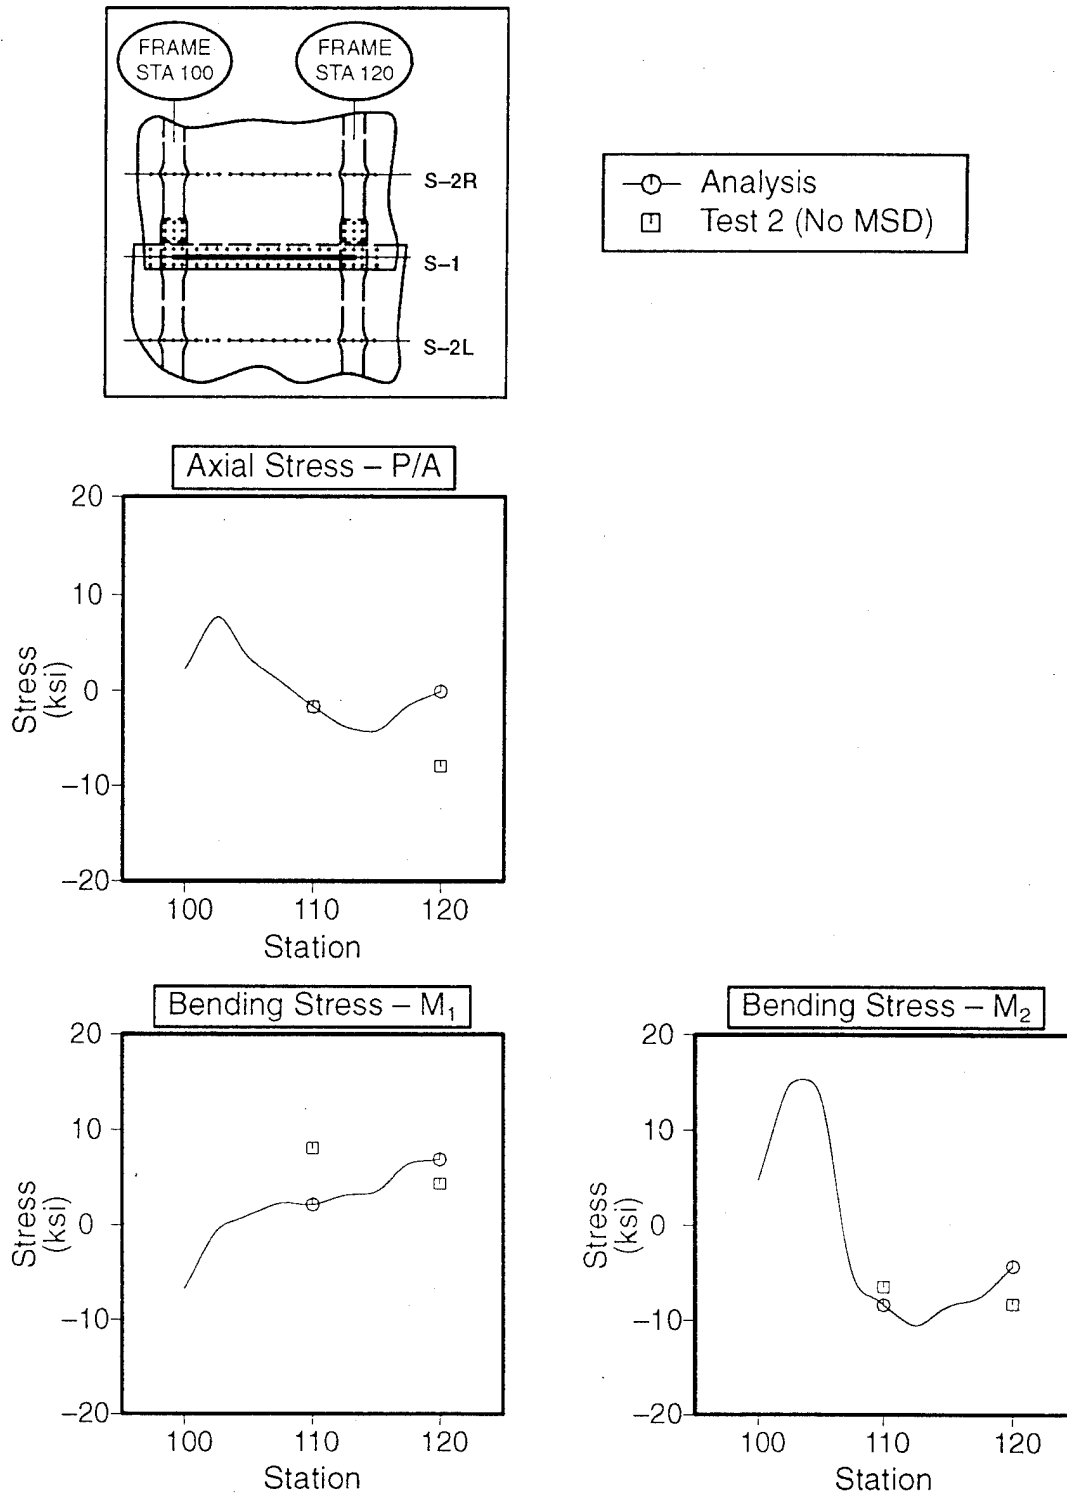 FRAME
STA 100
FRAME
STA 120
S–2R
S–1
S–2L
Analysis
Test 2 (No MSD)
Axial Stress – P/A
20
10
0
–10
–20
Stress
(ksi)
100 110 120
Station
Bending Stress – M1
20
10
0
–10
–20
Stress
(ksi)
100 110 120
Station
Bending Stress – M2
20
10
0
–10
–20
Stress
(ksi)
100 110 120
Station